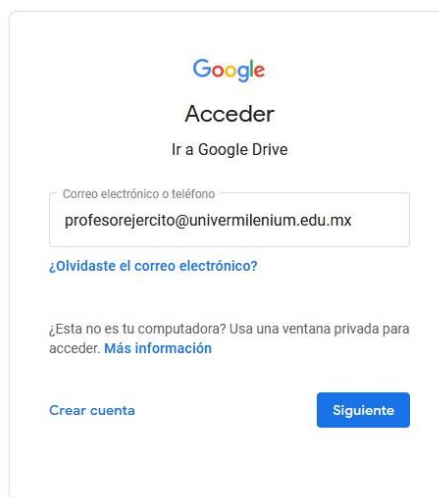 Google
Acceder
Ir a Google Drive
Correo electrónico o teléfono
profesorejercito@univermilenium.edu.mx
¿Olvidaste el correo electrónico?
¿Esta no es tu computadora? Usa una ventana privada para
acceder. Más información
Crear cuenta
Siguiente